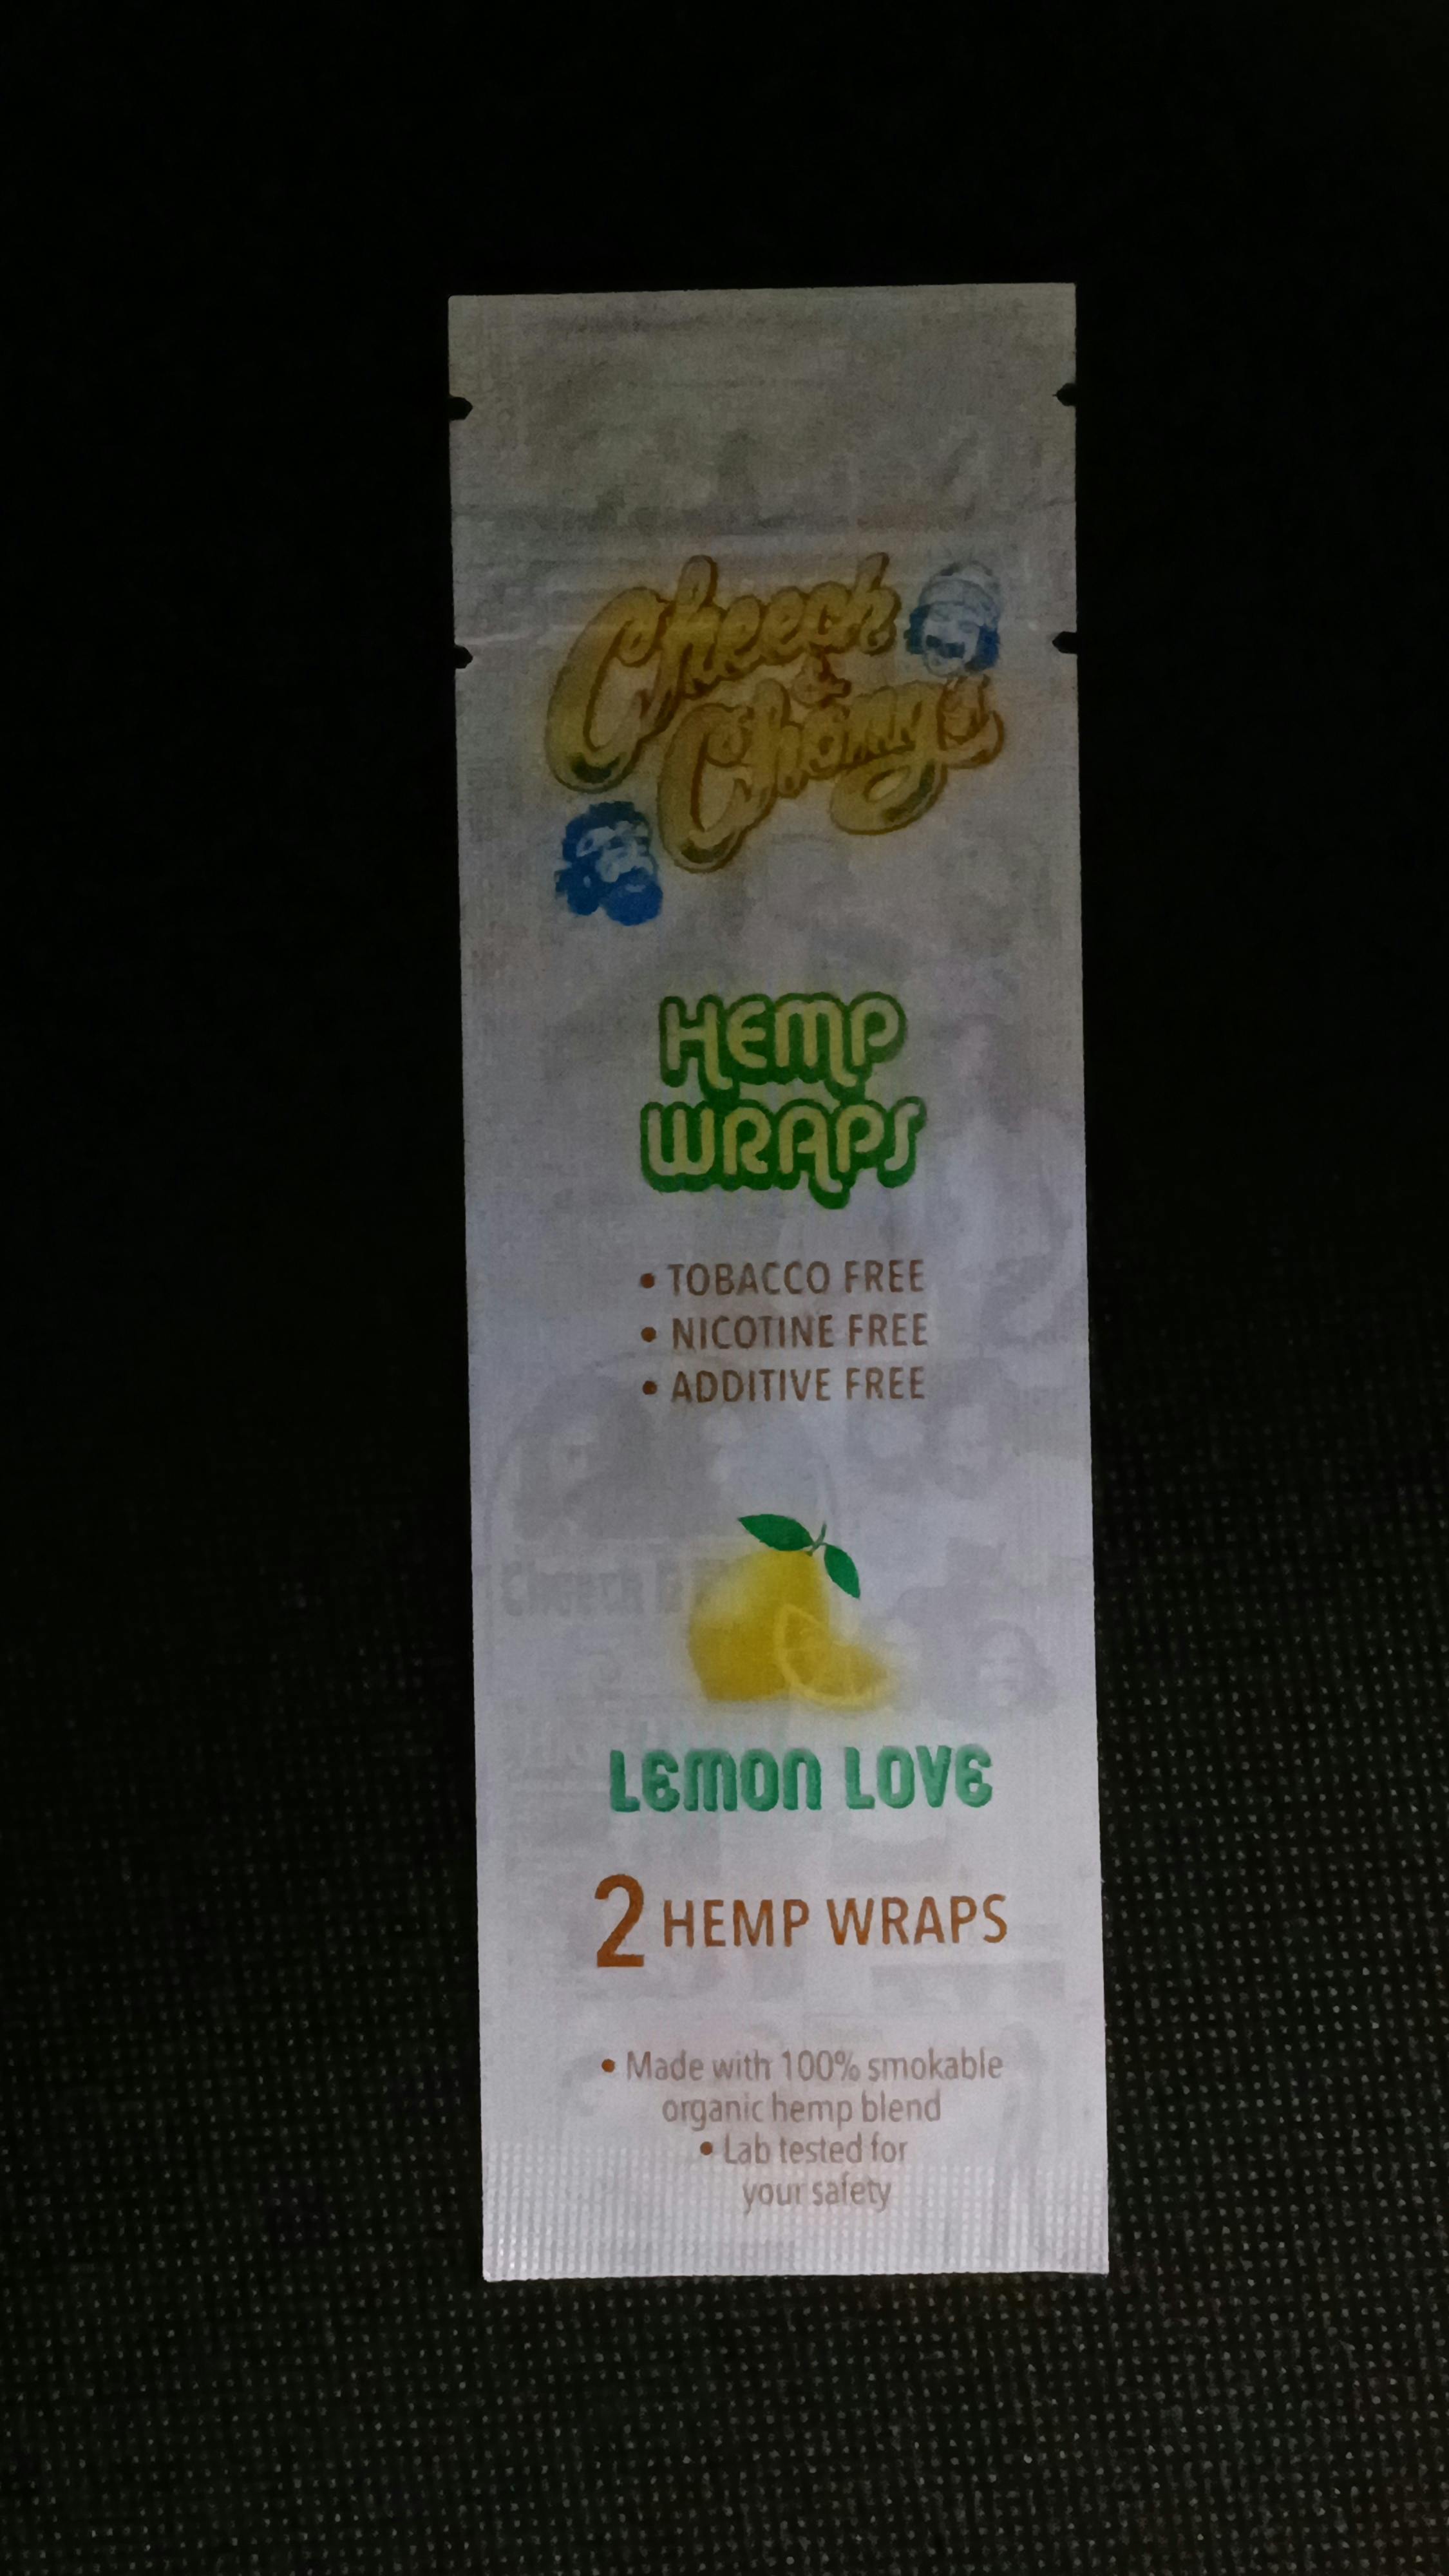 Cheech
&
Chong's
HEMP
WRAPS
• TOBACCO FREE
• NICOTINE FREE
• ADDITIVE FREE
LEMON LOVE
2 HEMP WRAPS
• Made with 100% smokable
organic hemp blend
• Lab tested for
your safety